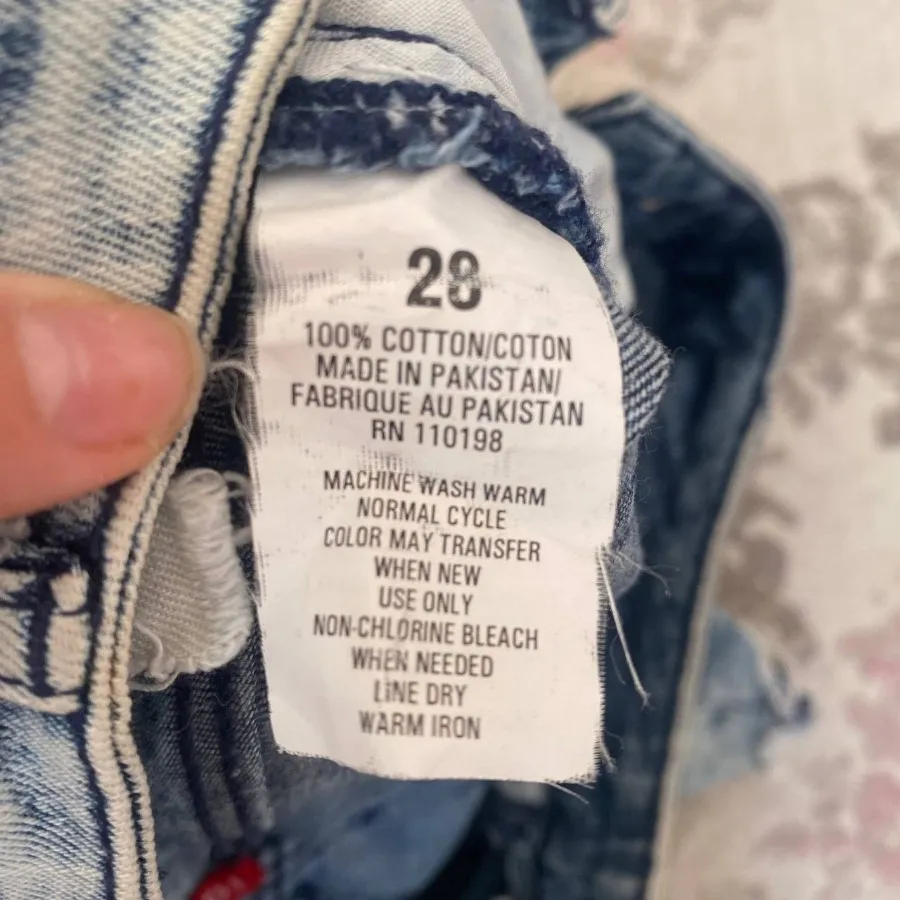 28
100% COTTON/COTON
MADE IN PAKISTAN/
FABRIQUE AU PAKISTAN
RN 110198
MACHINE WASH WARM
NORMAL CYCLE
COLOR MAY TRANSFER
WHEN NEW
USE ONLY
NON-CHLORINE BLEACH
WHEN NEEDED
LINE DRY
WARM IRON